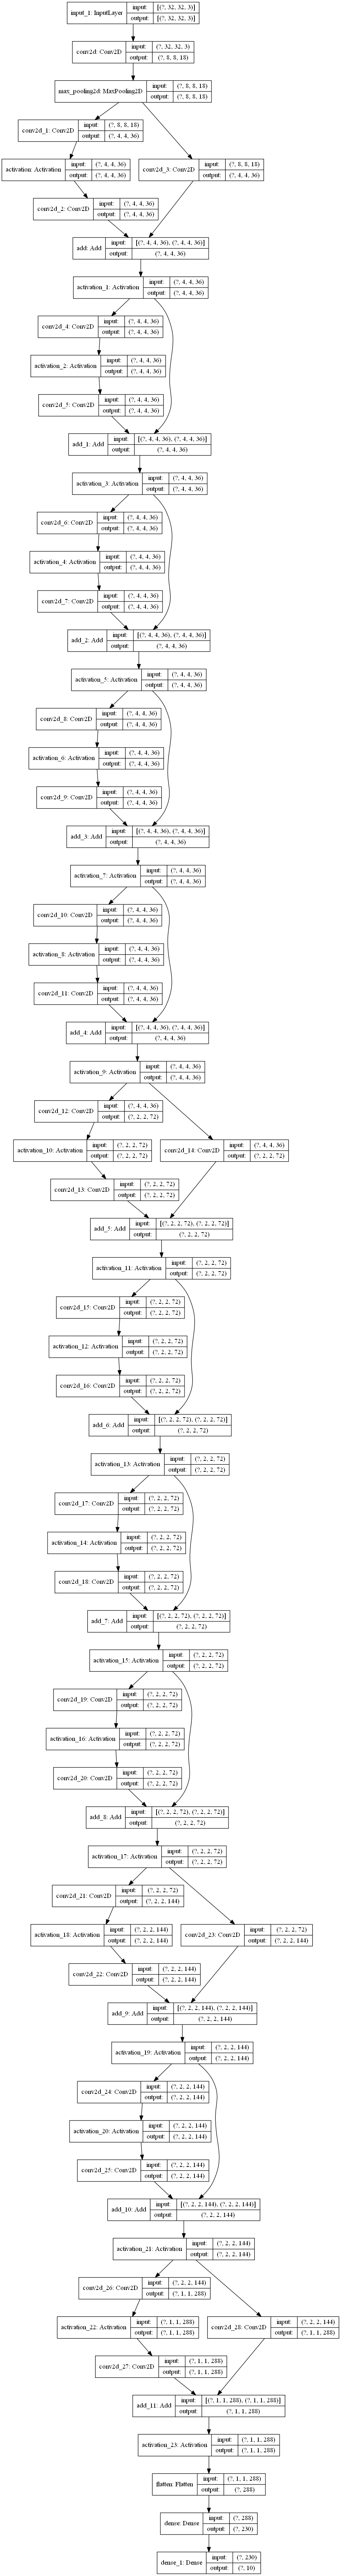 input_1: InputLayer input: [(?, 32, 32, 3)]
output: [(?, 32, 32, 3)]
conv2d: Conv2D input: (?, 32, 32, 3)
output: (?, 8, 8, 18)
max_pooling2d: MaxPooling2D input: (?, 8, 8, 18)
output: (?, 8, 8, 18)
conv2d_1: Conv2D input: (?, 8, 8, 18)
output: (?, 4, 4, 36)
activation: Activation input: (?, 4, 4, 36)
output: (?, 4, 4, 36)
conv2d_3: Conv2D input: (?, 8, 8, 18)
output: (?, 4, 4, 36)
conv2d_2: Conv2D input: (?, 4, 4, 36)
output: (?, 4, 4, 36)
add: Add input: [(?, 4, 4, 36), (?, 4, 4, 36)]
output: (?, 4, 4, 36)
activation_1: Activation input: (?, 4, 4, 36)
output: (?, 4, 4, 36)
conv2d_4: Conv2D input: (?, 4, 4, 36)
output: (?, 4, 4, 36)
activation_2: Activation input: (?, 4, 4, 36)
output: (?, 4, 4, 36)
conv2d_5: Conv2D input: (?, 4, 4, 36)
output: (?, 4, 4, 36)
add_1: Add input: [(?, 4, 4, 36), (?, 4, 4, 36)]
output: (?, 4, 4, 36)
activation_3: Activation input: (?, 4, 4, 36)
output: (?, 4, 4, 36)
conv2d_6: Conv2D input: (?, 4, 4, 36)
output: (?, 4, 4, 36)
activation_4: Activation input: (?, 4, 4, 36)
output: (?, 4, 4, 36)
conv2d_7: Conv2D input: (?, 4, 4, 36)
output: (?, 4, 4, 36)
add_2: Add input: [(?, 4, 4, 36), (?, 4, 4, 36)]
output: (?, 4, 4, 36)
activation_5: Activation input: (?, 4, 4, 36)
output: (?, 4, 4, 36)
conv2d_8: Conv2D input: (?, 4, 4, 36)
output: (?, 4, 4, 36)
activation_6: Activation input: (?, 4, 4, 36)
output: (?, 4, 4, 36)
conv2d_9: Conv2D input: (?, 4, 4, 36)
output: (?, 4, 4, 36)
add_3: Add input: [(?, 4, 4, 36), (?, 4, 4, 36)]
output: (?, 4, 4, 36)
activation_7: Activation input: (?, 4, 4, 36)
output: (?, 4, 4, 36)
conv2d_10: Conv2D input: (?, 4, 4, 36)
output: (?, 4, 4, 36)
activation_8: Activation input: (?, 4, 4, 36)
output: (?, 4, 4, 36)
conv2d_11: Conv2D input: (?, 4, 4, 36)
output: (?, 4, 4, 36)
add_4: Add input: [(?, 4, 4, 36), (?, 4, 4, 36)]
output: (?, 4, 4, 36)
activation_9: Activation input: (?, 4, 4, 36)
output: (?, 4, 4, 36)
conv2d_12: Conv2D input: (?, 4, 4, 36)
output: (?, 2, 2, 72)
activation_10: Activation input: (?, 2, 2, 72)
output: (?, 2, 2, 72)
conv2d_14: Conv2D input: (?, 4, 4, 36)
output: (?, 2, 2, 72)
conv2d_13: Conv2D input: (?, 2, 2, 72)
output: (?, 2, 2, 72)
add_5: Add input: [(?, 2, 2, 72), (?, 2, 2, 72)]
output: (?, 2, 2, 72)
activation_11: Activation input: (?, 2, 2, 72)
output: (?, 2, 2, 72)
conv2d_15: Conv2D input: (?, 2, 2, 72)
output: (?, 2, 2, 72)
activation_12: Activation input: (?, 2, 2, 72)
output: (?, 2, 2, 72)
conv2d_16: Conv2D input: (?, 2, 2, 72)
output: (?, 2, 2, 72)
add_6: Add input: [(?, 2, 2, 72), (?, 2, 2, 72)]
output: (?, 2, 2, 72)
activation_13: Activation input: (?, 2, 2, 72)
output: (?, 2, 2, 72)
conv2d_17: Conv2D input: (?, 2, 2, 72)
output: (?, 2, 2, 72)
activation_14: Activation input: (?, 2, 2, 72)
output: (?, 2, 2, 72)
conv2d_18: Conv2D input: (?, 2, 2, 72)
output: (?, 2, 2, 72)
add_7: Add input: [(?, 2, 2, 72), (?, 2, 2, 72)]
output: (?, 2, 2, 72)
activation_15: Activation input: (?, 2, 2, 72)
output: (?, 2, 2, 72)
conv2d_19: Conv2D input: (?, 2, 2, 72)
output: (?, 2, 2, 72)
activation_16: Activation input: (?, 2, 2, 72)
output: (?, 2, 2, 72)
conv2d_20: Conv2D input: (?, 2, 2, 72)
output: (?, 2, 2, 72)
add_8: Add input: [(?, 2, 2, 72), (?, 2, 2, 72)]
output: (?, 2, 2, 72)
activation_17: Activation input: (?, 2, 2, 72)
output: (?, 2, 2, 72)
conv2d_21: Conv2D input: (?, 2, 2, 72)
output: (?, 2, 2, 144)
activation_18: Activation input: (?, 2, 2, 144)
output: (?, 2, 2, 144)
conv2d_23: Conv2D input: (?, 2, 2, 72)
output: (?, 2, 2, 144)
conv2d_22: Conv2D input: (?, 2, 2, 144)
output: (?, 2, 2, 144)
add_9: Add input: [(?, 2, 2, 144), (?, 2, 2, 144)]
output: (?, 2, 2, 144)
activation_19: Activation input: (?, 2, 2, 144)
output: (?, 2, 2, 144)
conv2d_24: Conv2D input: (?, 2, 2, 144)
output: (?, 2, 2, 144)
activation_20: Activation input: (?, 2, 2, 144)
output: (?, 2, 2, 144)
conv2d_25: Conv2D input: (?, 2, 2, 144)
output: (?, 2, 2, 144)
add_10: Add input: [(?, 2, 2, 144), (?, 2, 2, 144)]
output: (?, 2, 2, 144)
activation_21: Activation input: (?, 2, 2, 144)
output: (?, 2, 2, 144)
conv2d_26: Conv2D input: (?, 2, 2, 144)
output: (?, 1, 1, 288)
activation_22: Activation input: (?, 1, 1, 288)
output: (?, 1, 1, 288)
conv2d_28: Conv2D input: (?, 2, 2, 144)
output: (?, 1, 1, 288)
conv2d_27: Conv2D input: (?, 1, 1, 288)
output: (?, 1, 1, 288)
add_11: Add input: [(?, 1, 1, 288), (?, 1, 1, 288)]
output: (?, 1, 1, 288)
activation_23: Activation input: (?, 1, 1, 288)
output: (?, 1, 1, 288)
flatten: Flatten input: (?, 1, 1, 288)
output: (?, 288)
dense: Dense input: (?, 288)
output: (?, 230)
dense_1: Dense input: (?, 230)
output: (?, 10)